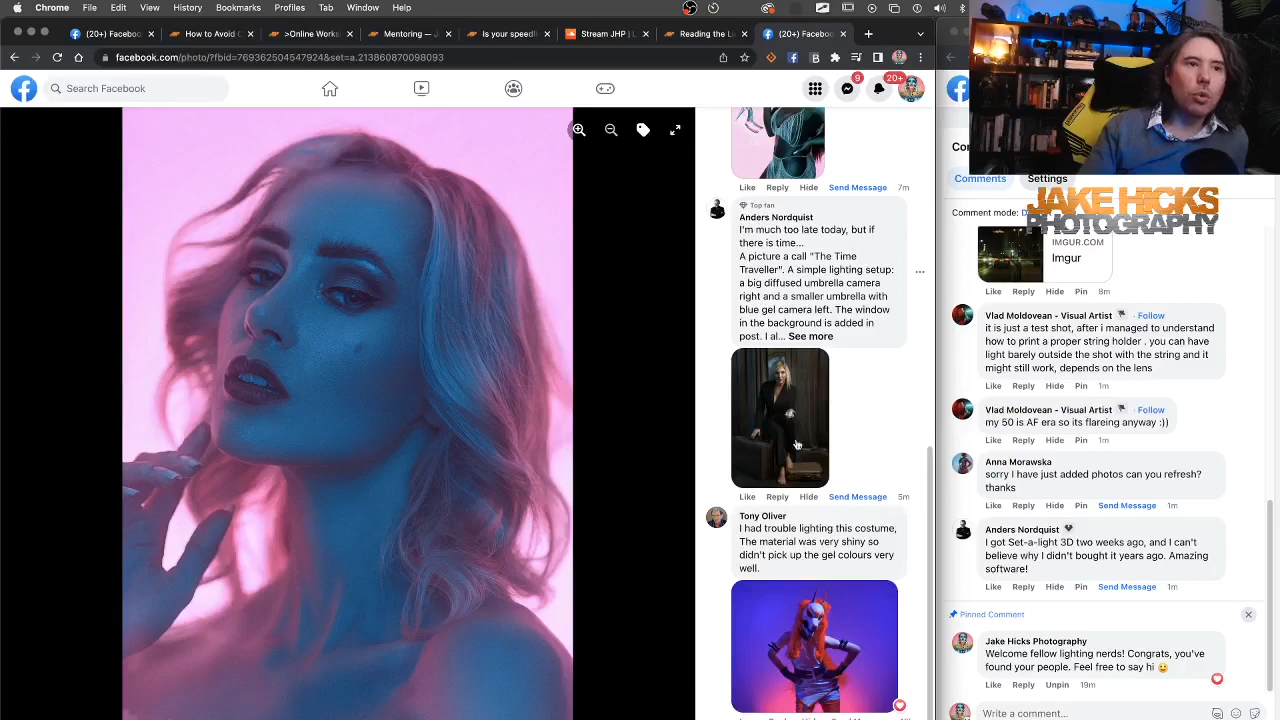 Chrome File Edit View History Bookmarks Profiles Tab Window Help
(20+) Faceboo
How to Avoid
Mentoring —
Stream JHP | L
Reading the L
(20+) Faceboo
facebook.com/photo/?fbid=769362504557924&set=a.213860870098093
Search Facebook
9
20+
Like Reply Hide Send Message 7m
Top fan
Anders Nordquist
I'm much too late today, but if
there is time...
A picture a call "The Time
Traveller". A simple lighting setup:
a big diffused umbrella camera
right and a smaller umbrella with
blue gel camera left. The window
in the background is added in
post. I al... See more
Like Reply Hide Send Message 5m
Tony Oliver
I had trouble lighting this costume,
The material was very shiny so
didn't pick up the gel colours very
well.
Comments Settings
JAKE HICKS
PHOTOGRAPHY
Comment mode:
IMGUR.COM
Imgur
Like Reply Hide Pin 8m
Vlad Moldovean - Visual Artist · Follow
it is just a test shot, after i managed to understand
how to print a proper string holder . you can have
light barely outside the shot with the string and it
might still work, depends on the lens
Like Reply Hide Pin 1m
Vlad Moldovean - Visual Artist · Follow
my 50 is AF era so its flareing anyway :))
Like Reply Hide Pin 1m
Anna Morawska
sorry I have just added photos can you refresh?
thanks
Like Reply Hide Pin Send Message 1m
Anders Nordquist
I got Set-a-light 3D two weeks ago, and I can't
believe why I didn't bought it years ago. Amazing
software!
Like Reply Hide Pin Send Message 1m
Pinned Comment
Jake Hicks Photography
Welcome fellow lighting nerds! Congrats, you've
found your people. Feel free to say hi 😉
Like Reply Unpin 19m
Write a comment...